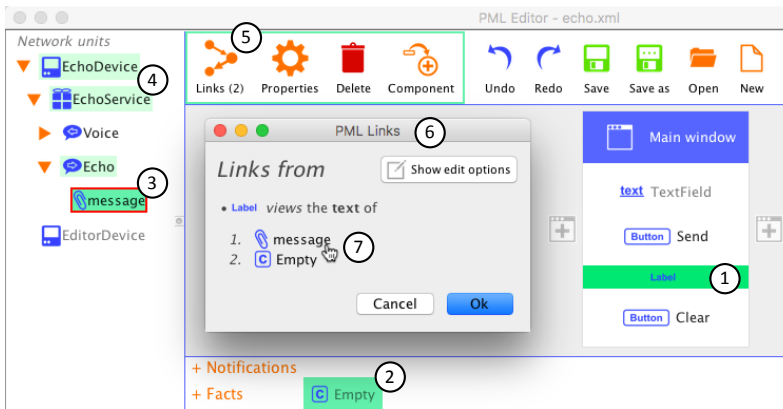 PML Editor - echo.xml
Network units
EchoDevice
4
EchoService
Voice
Echo
3
message
EditorDevice
5
Links (2) Properties Delete Component Undo Redo Save Save as Open New
PML Links
6
Links from
Show edit options
• Label views the text of
1. message
2. C Empty
7
Cancel Ok
Main window
text TextField
Button Send
Label
1
Button Clear
+ Notifications
+ Facts
C Empty
2